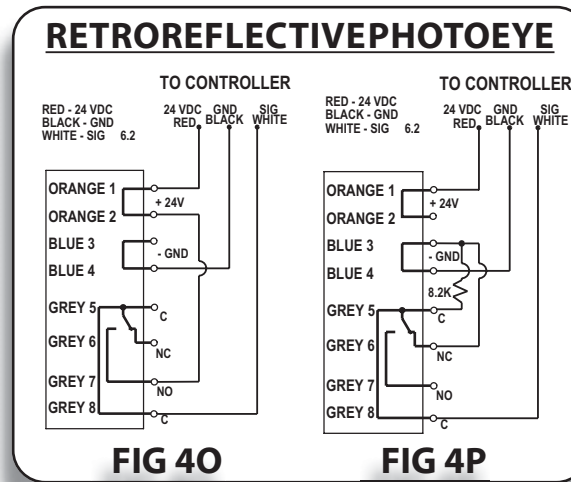 RETROREFLECTIVEPHOTOEYE
TO CONTROLLER
RED - 24 VDC
BLACK - GND
WHITE - SIG 6.2
24 VDC GND SIG
RED BLACK WHITE
ORANGE 1
+ 24V
ORANGE 2
BLUE 3
- GND
BLUE 4
GREY 5
C
GREY 6
NC
GREY 7
NO
GREY 8
C
FIG 4O
TO CONTROLLER
RED - 24 VDC
BLACK - GND
WHITE - SIG 6.2
24 VDC GND SIG
RED BLACK WHITE
ORANGE 1
+ 24V
ORANGE 2
BLUE 3
- GND
BLUE 4
8.2K
GREY 5
C
GREY 6
NC
GREY 7
NO
GREY 8
C
FIG 4P